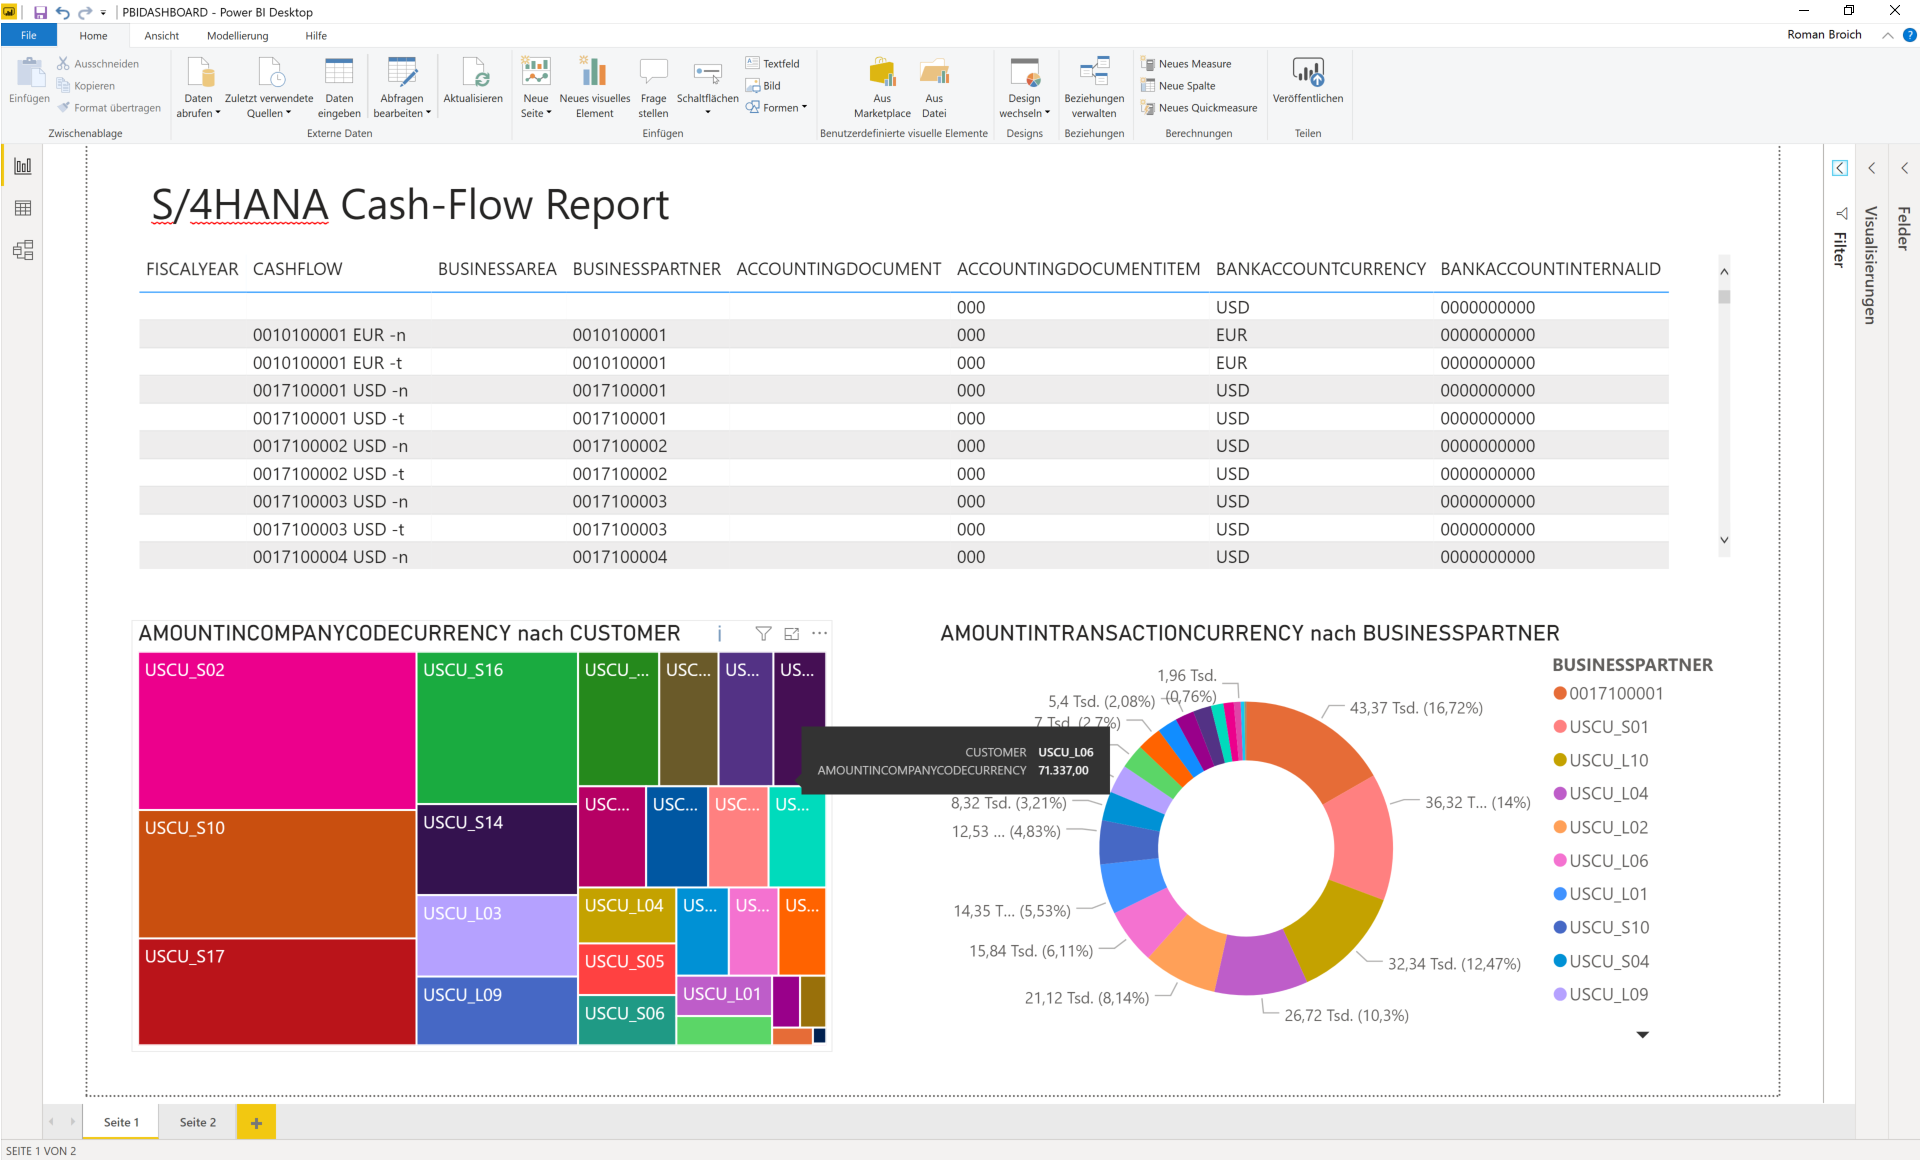 PBIDASHBOARD - Power BI Desktop
File Home Ansicht Modellierung Hilfe Roman Broich ?
Einfügen
Ausschneiden
Kopieren
Format übertragen
Zwischenablage
Daten abrufen
Zuletzt verwendete Quellen
Daten eingeben
Abfragen bearbeiten
Externe Daten
Aktualisieren
Neue Seite
Neues visuelles Element
Frage stellen
Schaltflächen
Textfeld
Bild
Formen
Einfügen
Aus Marketplace
Aus Datei
Benutzerdefinierte visuelle Elemente
Design wechseln
Designs
Beziehungen verwalten
Beziehungen
Neues Measure
Neue Spalte
Neues Quickmeasure
Berechnungen
Veröffentlichen
Teilen
S/4HANA Cash-Flow Report
FISCALYEAR CASHFLOW BUSINESSAREA BUSINESSPARTNER ACCOUNTINGDOCUMENT ACCOUNTINGDOCUMENTITEM BANKACCOUNTCURRENCY BANKACCOUNTINTERNALID
000 USD 0000000000
0010100001 EUR -n 0010100001 000 EUR 0000000000
0010100001 EUR -t 0010100001 000 EUR 0000000000
0017100001 USD -n 0017100001 000 USD 0000000000
0017100001 USD -t 0017100001 000 USD 0000000000
0017100002 USD -n 0017100002 000 USD 0000000000
0017100002 USD -t 0017100002 000 USD 0000000000
0017100003 USD -n 0017100003 000 USD 0000000000
0017100003 USD -t 0017100003 000 USD 0000000000
0017100004 USD -n 0017100004 000 USD 0000000000
Filter
Visualisierungen
Felder
AMOUNTINCOMPANYCODECURRENCY nach CUSTOMER
USCU_S02
USCU_S10
USCU_S17
USCU_S16
USCU_S14
USCU_L03
USCU_L09
USCU_... USC... US... US...
USC... USC... USC... US...
USCU_L04 US... US... US...
USCU_S05
USCU_S06
USCU_L01
CUSTOMER USCU_L06
AMOUNTINCOMPANYCODECURRENCY 71.337,00
AMOUNTINTRANSACTIONCURRENCY nach BUSINESSPARTNER
1,96 Tsd. (0,76%)
5,4 Tsd. (2,08%)
7 Tsd. (2,7%)
8,32 Tsd. (3,21%)
12,53 ... (4,83%)
14,35 T... (5,53%)
15,84 Tsd. (6,11%)
21,12 Tsd. (8,14%)
26,72 Tsd. (10,3%)
32,34 Tsd. (12,47%)
36,32 T... (14%)
43,37 Tsd. (16,72%)
BUSINESSPARTNER
0017100001
USCU_S01
USCU_L10
USCU_L04
USCU_L02
USCU_L06
USCU_L01
USCU_S10
USCU_S04
USCU_L09
Seite 1 Seite 2 +
SEITE 1 VON 2